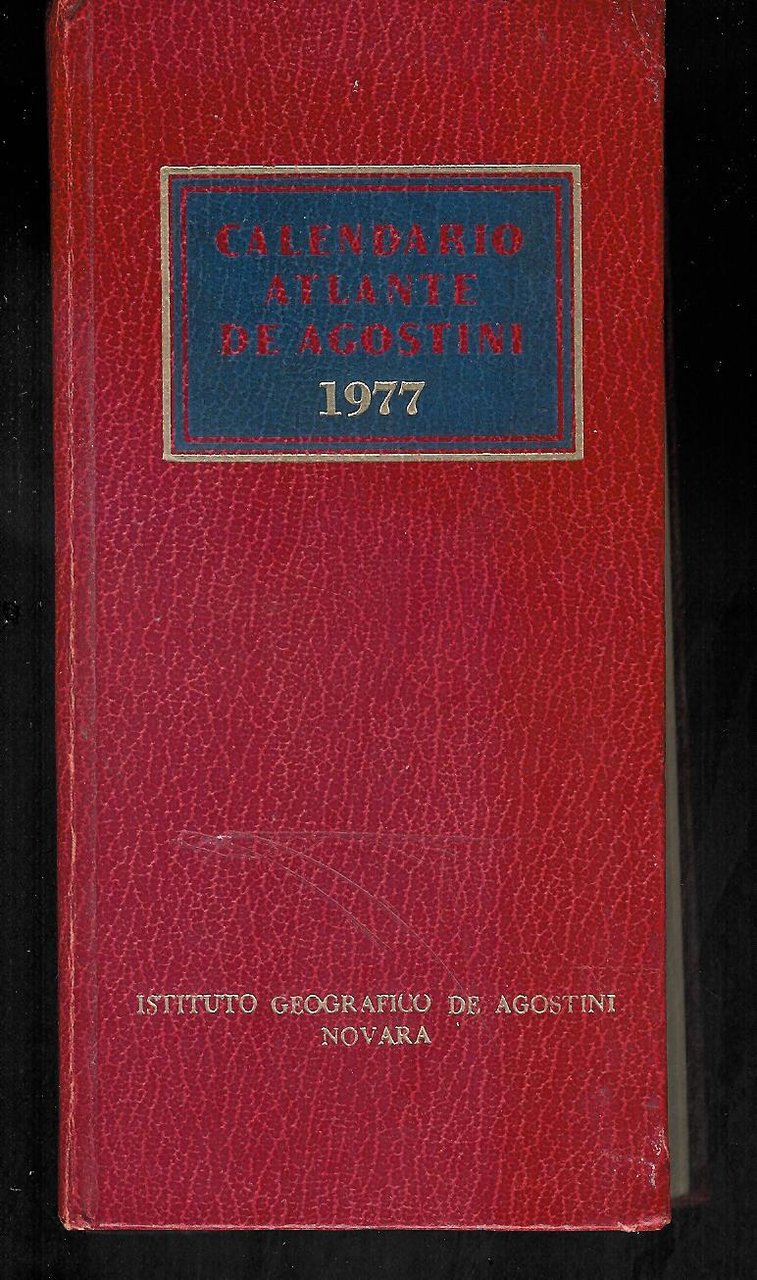 CALENDARIO
ATLANTE
DE AGOSTINI
1977
ISTITUTO GEOGRAFICO DE AGOSTINI
NOVARA